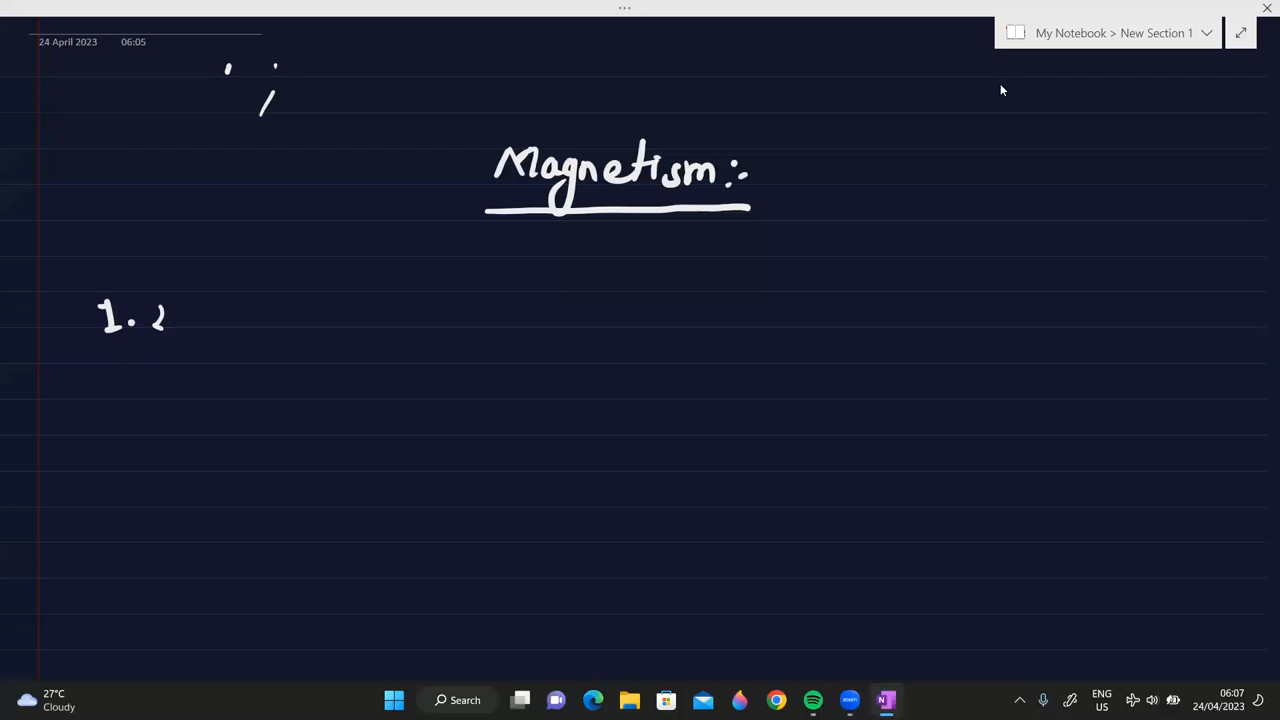 24 April 2023 06:05
My Notebook > New Section 1
Magnetism:-
1.
27°C
Cloudy
Search
zoom
N
ENG
US
06:07
24/04/2023